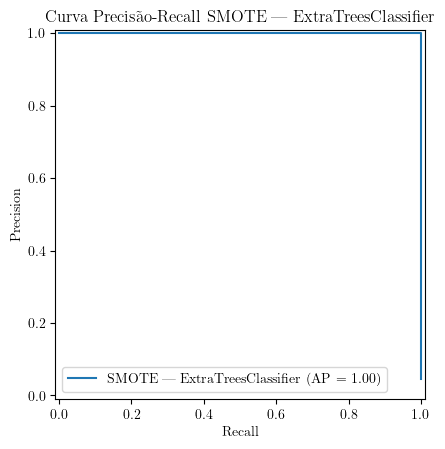 Curva Precisão-Recall SMOTE — ExtraTreesClassifier
1.0
0.8
0.6
0.4
0.2
0.0
Precision
SMOTE — ExtraTreesClassifier (AP = 1.00)
0.0 0.2 0.4 0.6 0.8 1.0
Recall